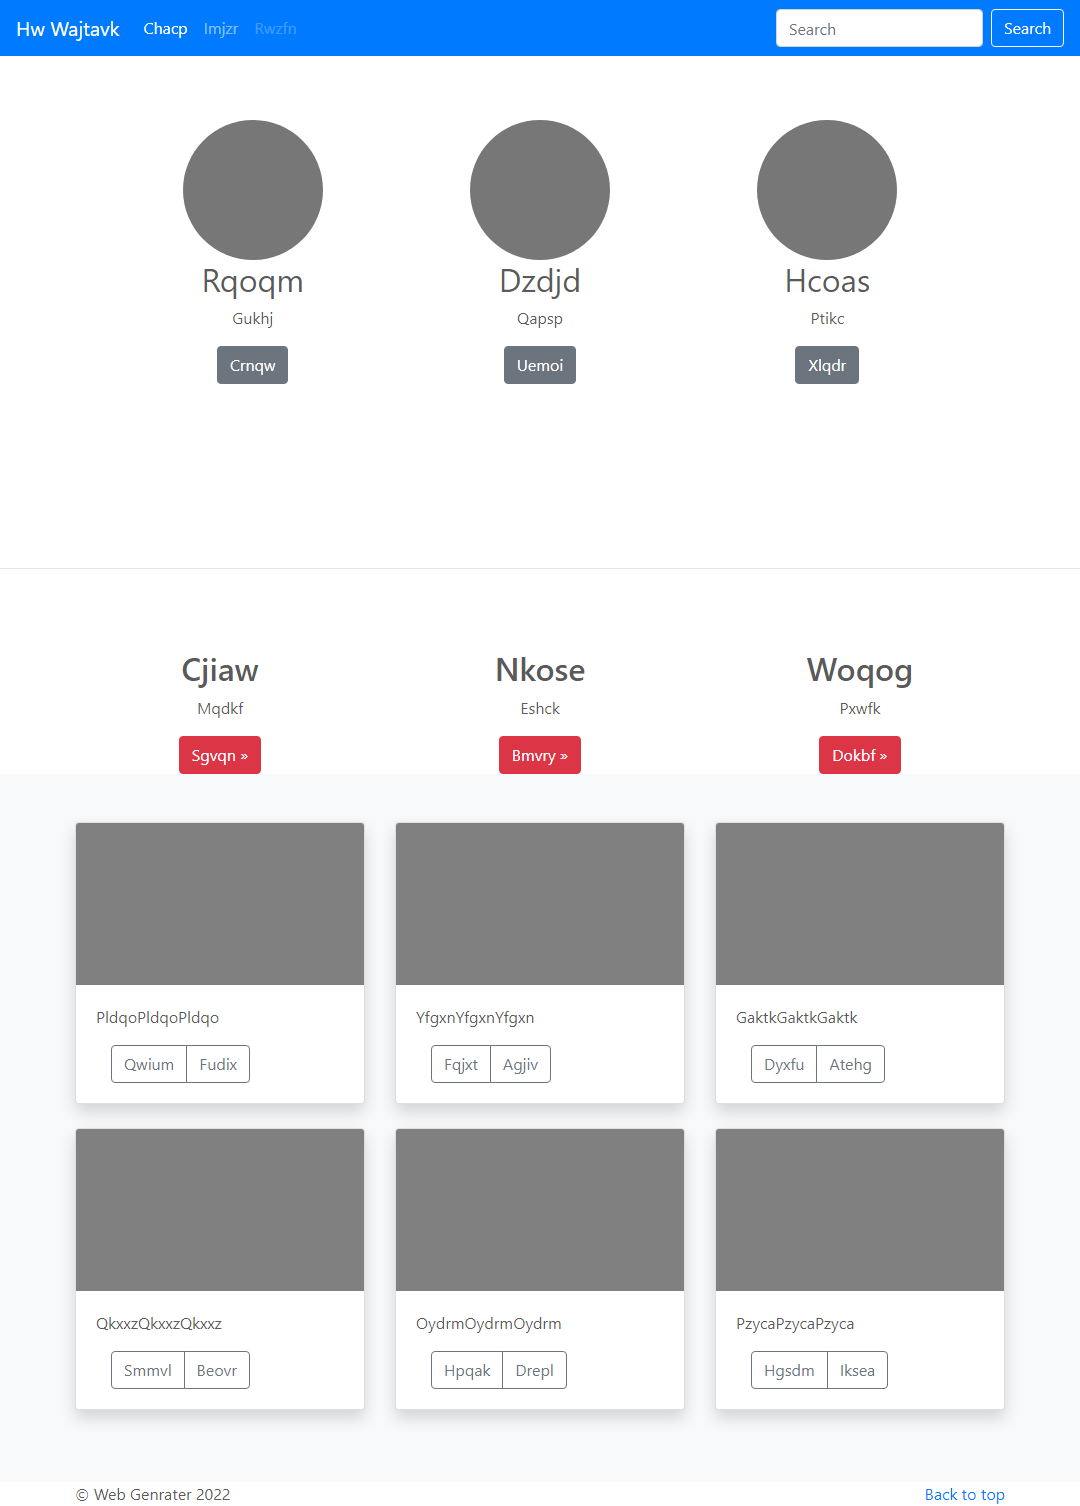 Hw Wajtavk Chacp Imjzr Rwzfn Search Search
Rqoqm Dzdjd Hcoas
Gukhj Qapsp Ptikc
Crnqw Uemoi Xlqdr
Cjiaw Nkose Woqog
Mqdkf Eshck Pxwfk
Sgvqn » Bmvry » Dokbf »
PldqoPldqoPldqo YfgxnYfgxnYfgxn GaktkGaktkGaktk
Qwium Fudix Fqjxt Agjiv Dyxfu Atehg
QkxxzQkxxzQkxxz OydrmOydrmOydrm PzycaPzycaPzyca
Smmvl Beovr Hpqak Drepl Hgsdm Iksea
© Web Genrater 2022 Back to top